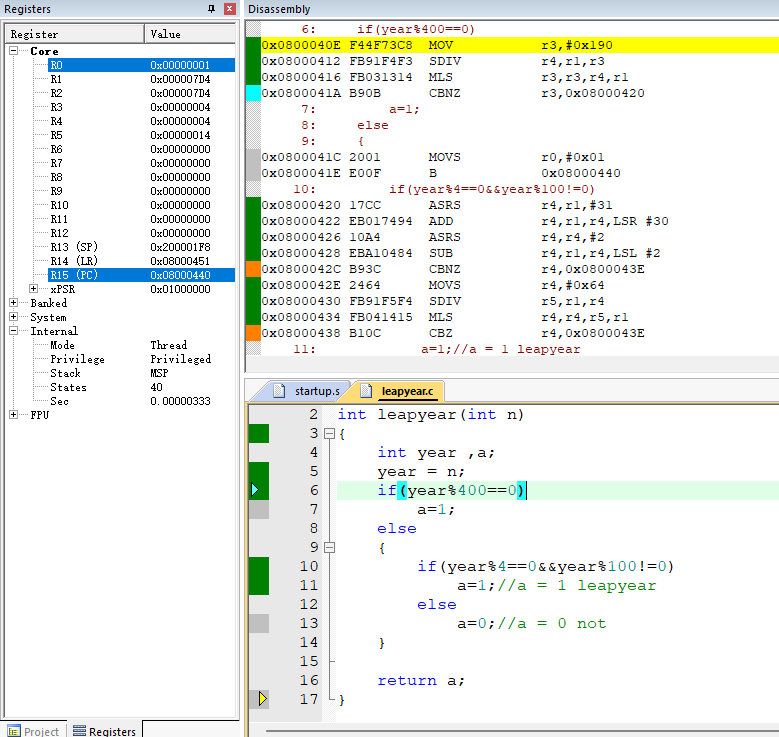 Registers
Register Value
Core
R0 0x00000001
R1 0x000007D4
R2 0x000007D4
R3 0x00000004
R4 0x00000004
R5 0x00000014
R6 0x00000000
R7 0x00000000
R8 0x00000000
R9 0x00000000
R10 0x00000000
R11 0x00000000
R12 0x00000000
R13 (SP) 0x200001F8
R14 (LR) 0x08000451
R15 (PC) 0x08000440
xPSR 0x01000000
Banked
System
Internal
Mode Thread
Privilege Privileged
Stack MSP
States 40
Sec 0.00000333
FPU
Project Registers
Disassembly
6: if(year%400==0)
0x0800040E F44F73C8 MOV r3,#0x190
0x08000412 FB91F4F3 SDIV r4,r1,r3
0x08000416 FB031314 MLS r3,r3,r4,r1
0x0800041A B90B CBNZ r3,0x08000420
7: a=1;
8: else
9: {
0x0800041C 2001 MOVS r0,#0x01
0x0800041E E00F B 0x08000440
10: if(year%4==0&&year%100!=0)
0x08000420 17CC ASRS r4,r1,#31
0x08000422 EB017494 ADD r4,r1,r4,LSR #30
0x08000426 10A4 ASRS r4,r4,#2
0x08000428 EBA10484 SUB r4,r1,r4,LSL #2
0x0800042C B93C CBNZ r4,0x0800043E
0x0800042E 2464 MOVS r4,#0x64
0x08000430 FB91F5F4 SDIV r5,r1,r4
0x08000434 FB041415 MLS r4,r4,r5,r1
0x08000438 B10C CBZ r4,0x0800043E
11: a=1;//a = 1 leapyear
startup.s leapyear.c
2 int leapyear(int n)
3 {
4 int year ,a;
5 year = n;
6 if(year%400==0)
7 a=1;
8 else
9 {
10 if(year%4==0&&year%100!=0)
11 a=1;//a = 1 leapyear
12 else
13 a=0;//a = 0 not
14 }
15
16 return a;
17 }